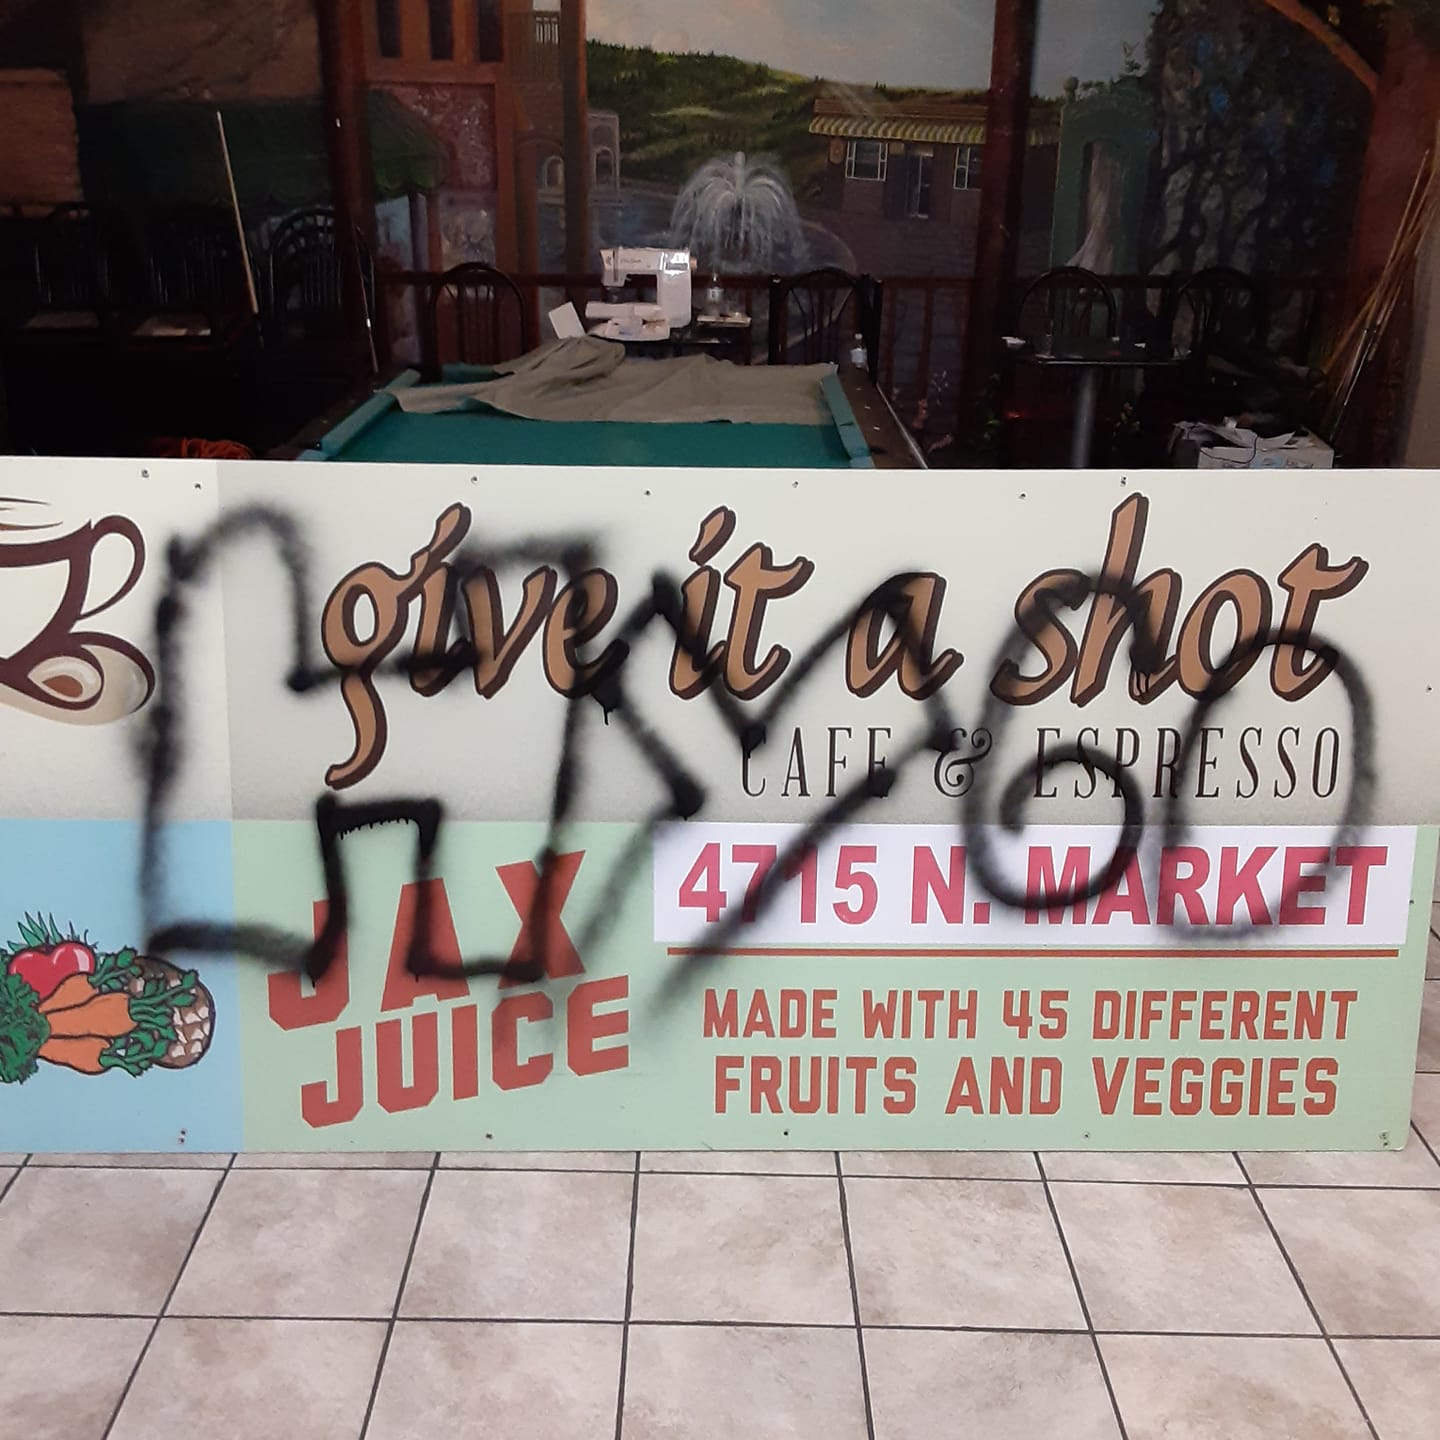 give it a shot
CAFE & ESPRESSO
JAX
JUICE
4715 N. MARKET
MADE WITH 45 DIFFERENT
FRUITS AND VEGGIES